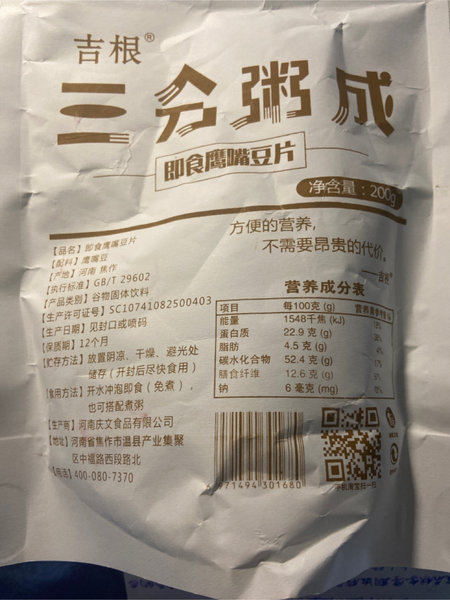 吉根®
三分粥成
即食鹰嘴豆片
净含量：200g
方便的营养，
不需要昂贵的代价。
——吉根
【品名】即食鹰嘴豆片
【配料】鹰嘴豆
【产地】河南 焦作
【执行标准】GB/T 29602
【产品类别】谷物固体饮料
【生产许可证号】SC10741082500403
【生产日期】见封口或喷码
【保质期】12个月
【贮存方法】放置阴凉、干燥、避光处
储存（开封后尽快食用）
【食用方法】开水冲泡即食（免煮），
也可搭配煮粥
【生产商】河南庆文食品有限公司
【地址】河南省焦作市温县产业集聚
区中福路西段路北
【电话】400-080-7370
营养成分表
项目 每100克 (g)
能量 1548千焦 (kJ)
蛋白质 22.9 克 (g)
脂肪 4.5 克 (g)
碳水化合物 52.4 克 (g)
膳食纤维 12.6 克 (g)
钠 6 毫克 (mg)
6971494301680
手机淘宝扫一扫